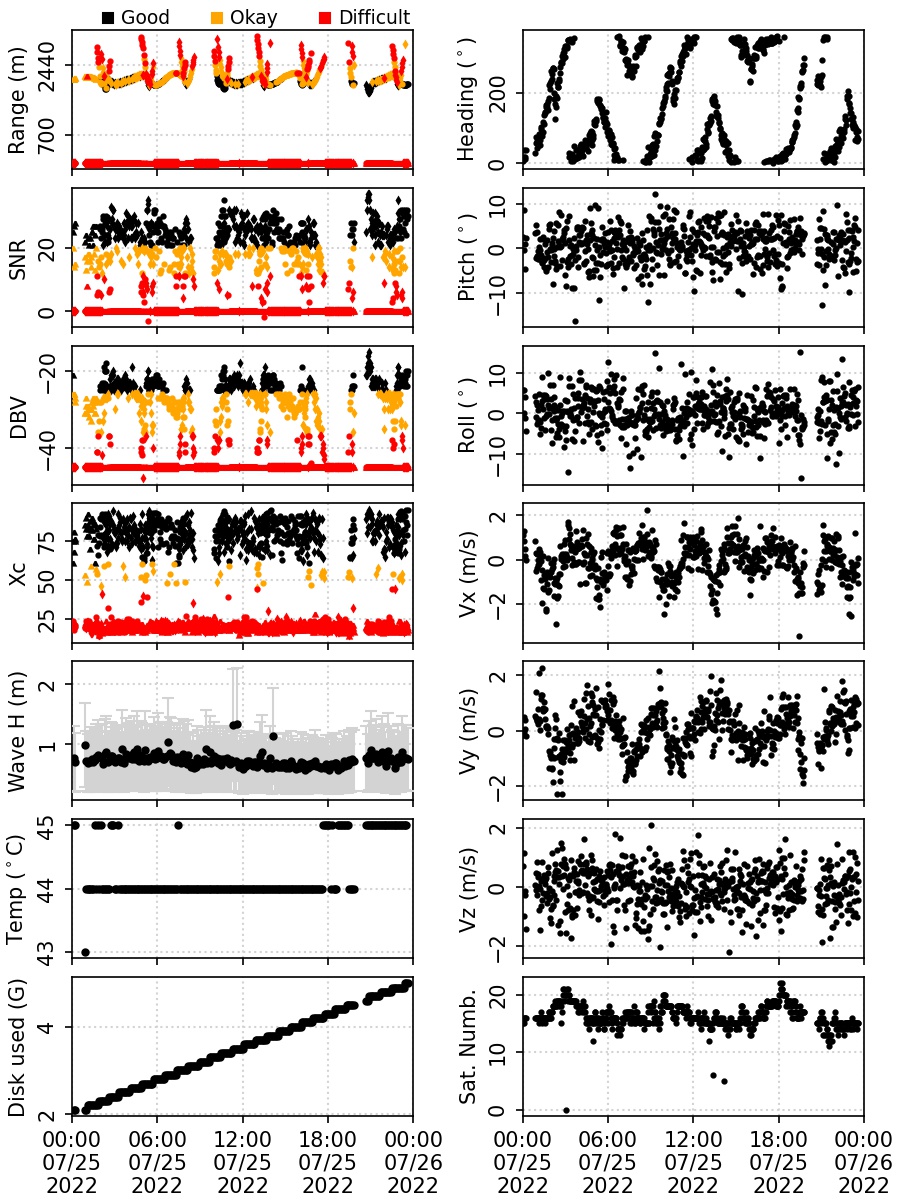 Good Okay Difficult
Range (m)
2440
700
Heading (°)
200
0
SNR
20
0
Pitch (°)
10
0
−10
DBV
−20
−40
Roll (°)
10
0
−10
Xc
75
50
25
Vx (m/s)
2
0
−2
Wave H (m)
2
1
Vy (m/s)
2
0
−2
Temp (°C)
45
44
43
Vz (m/s)
2
0
−2
Disk used (G)
4
2
Sat. Numb.
20
10
0
00:00 06:00 12:00 18:00 00:00 00:00 06:00 12:00 18:00 00:00
07/25 07/25 07/25 07/25 07/26 07/25 07/25 07/25 07/25 07/26
2022 2022 2022 2022 2022 2022 2022 2022 2022 2022